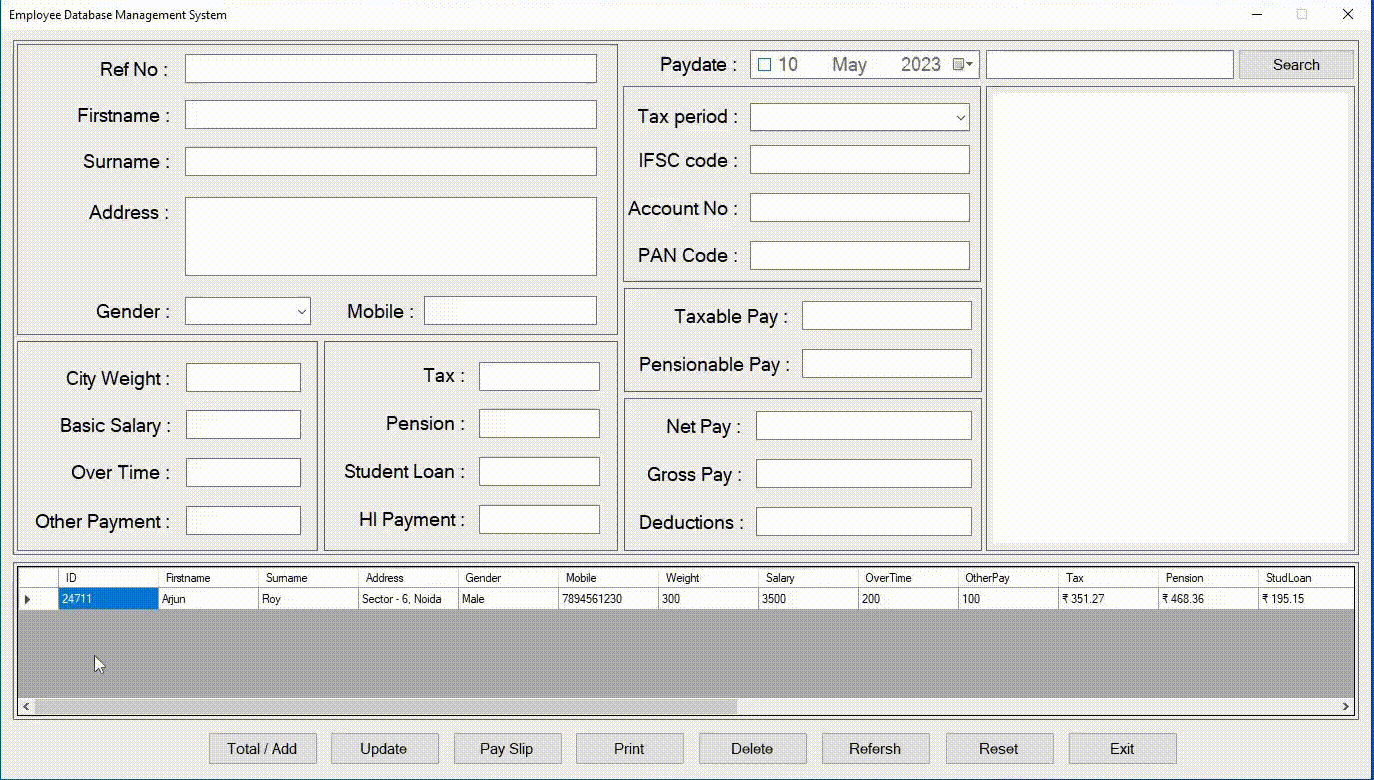 Employee Database Management System
Ref No :
Firstname :
Surname :
Address :
Gender :
Mobile :
Paydate :
10 May 2023
Search
Tax period :
IFSC code :
Account No :
PAN Code :
Taxable Pay :
Pensionable Pay :
City Weight :
Basic Salary :
Over Time :
Other Payment :
Tax :
Pension :
Student Loan :
HI Payment :
Net Pay :
Gross Pay :
Deductions :
ID Firstname Surname Address Gender Mobile Weight Salary OverTime OtherPay Tax Pension StudLoan
24711 Arjun Roy Sector - 6, Noida Male 7894561230 300 3500 200 100 ₹ 351.27 ₹ 468.36 ₹ 195.15
Total / Add Update Pay Slip Print Delete Refersh Reset Exit